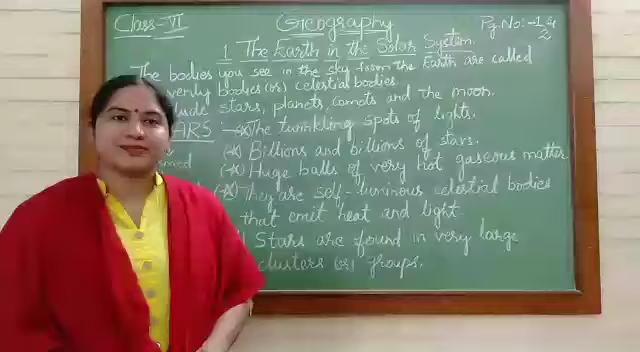 Class-VI
Geography
Pg.No:-1 &
2
1 The Earth in the Solar System
The bodies you see in the sky from the Earth are called
venly bodies (or) celestial bodies.
stars, planets, comets and the moon.
ARS -(*) The twinkling spots of lights.
(*) Billions and billions of stars.
(*) Huge balls of very hot gaseous matter
(*) They are self-luminous celestial bodies
that emit heat and light.
Stars are found in very large
clusters (or) groups.